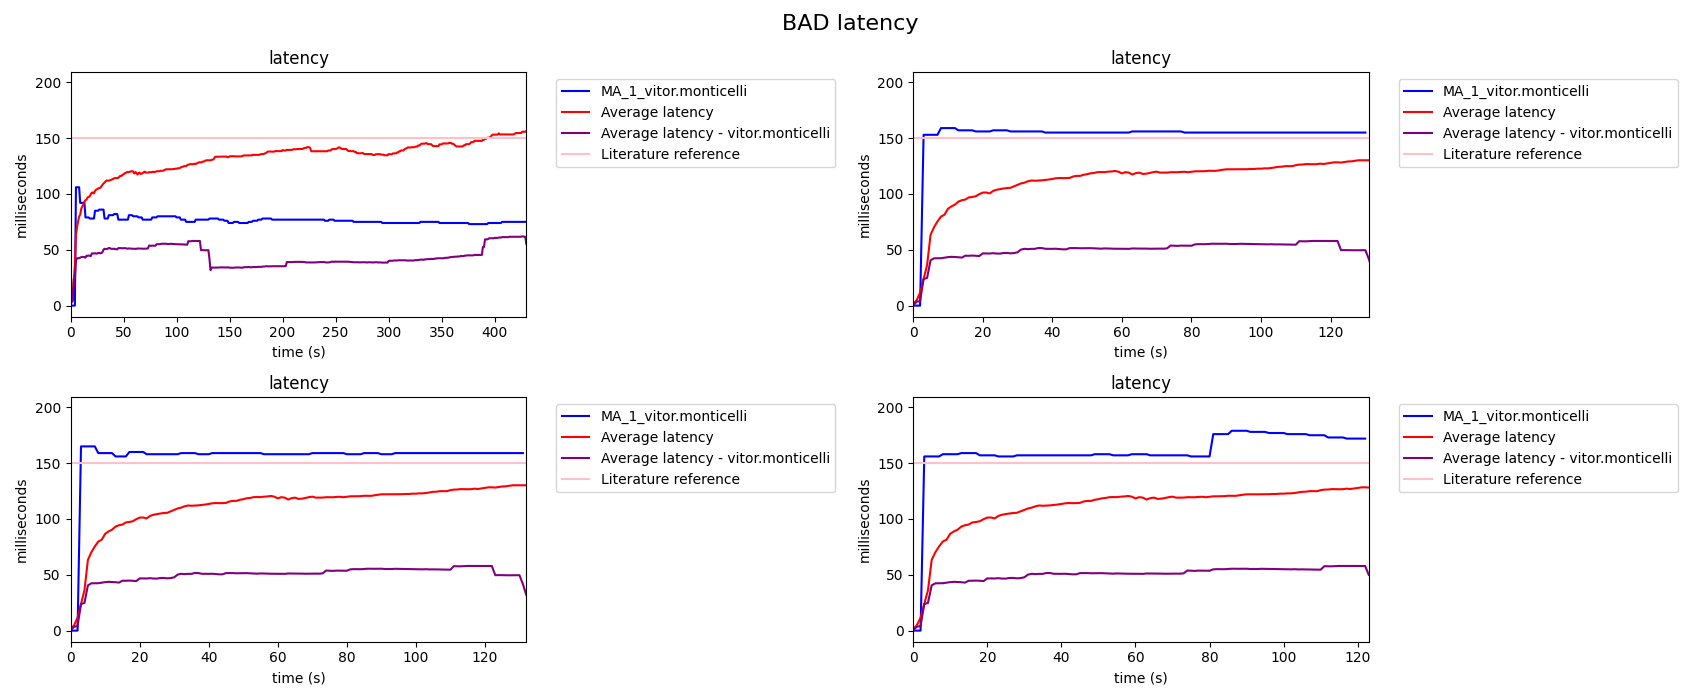 BAD latency
latency
milliseconds
200
150
100
50
0
0 50 100 150 200 250 300 350 400
time (s)
MA_1_vitor.monticelli
Average latency
Average latency - vitor.monticelli
Literature reference
latency
milliseconds
200
150
100
50
0
0 20 40 60 80 100 120
time (s)
MA_1_vitor.monticelli
Average latency
Average latency - vitor.monticelli
Literature reference
latency
milliseconds
200
150
100
50
0
0 20 40 60 80 100 120
time (s)
MA_1_vitor.monticelli
Average latency
Average latency - vitor.monticelli
Literature reference
latency
milliseconds
200
150
100
50
0
0 20 40 60 80 100 120
time (s)
MA_1_vitor.monticelli
Average latency
Average latency - vitor.monticelli
Literature reference